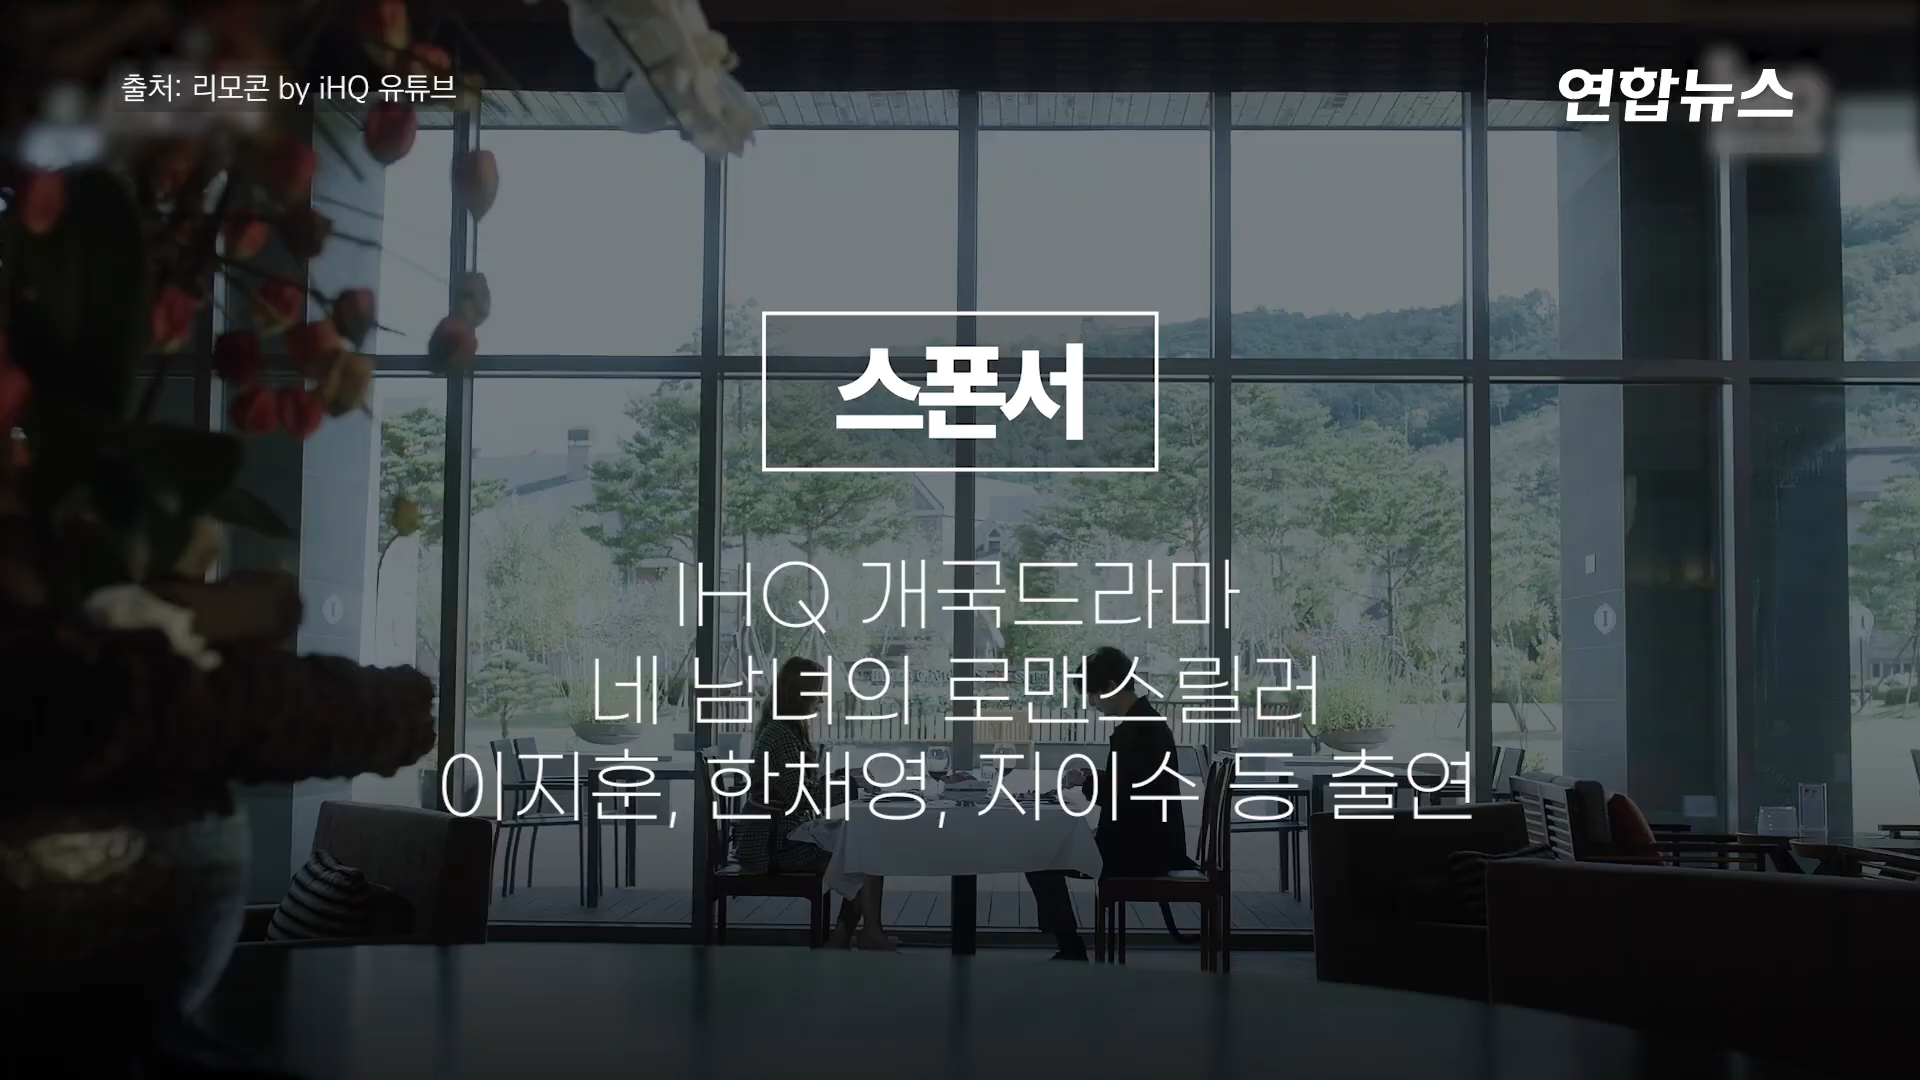 출처: 리모콘 by iHQ 유튜브
연합뉴스
스폰서
IHQ 개국드라마
네 남녀의 로맨스릴러
이지훈, 한채영, 지이수 등 출연